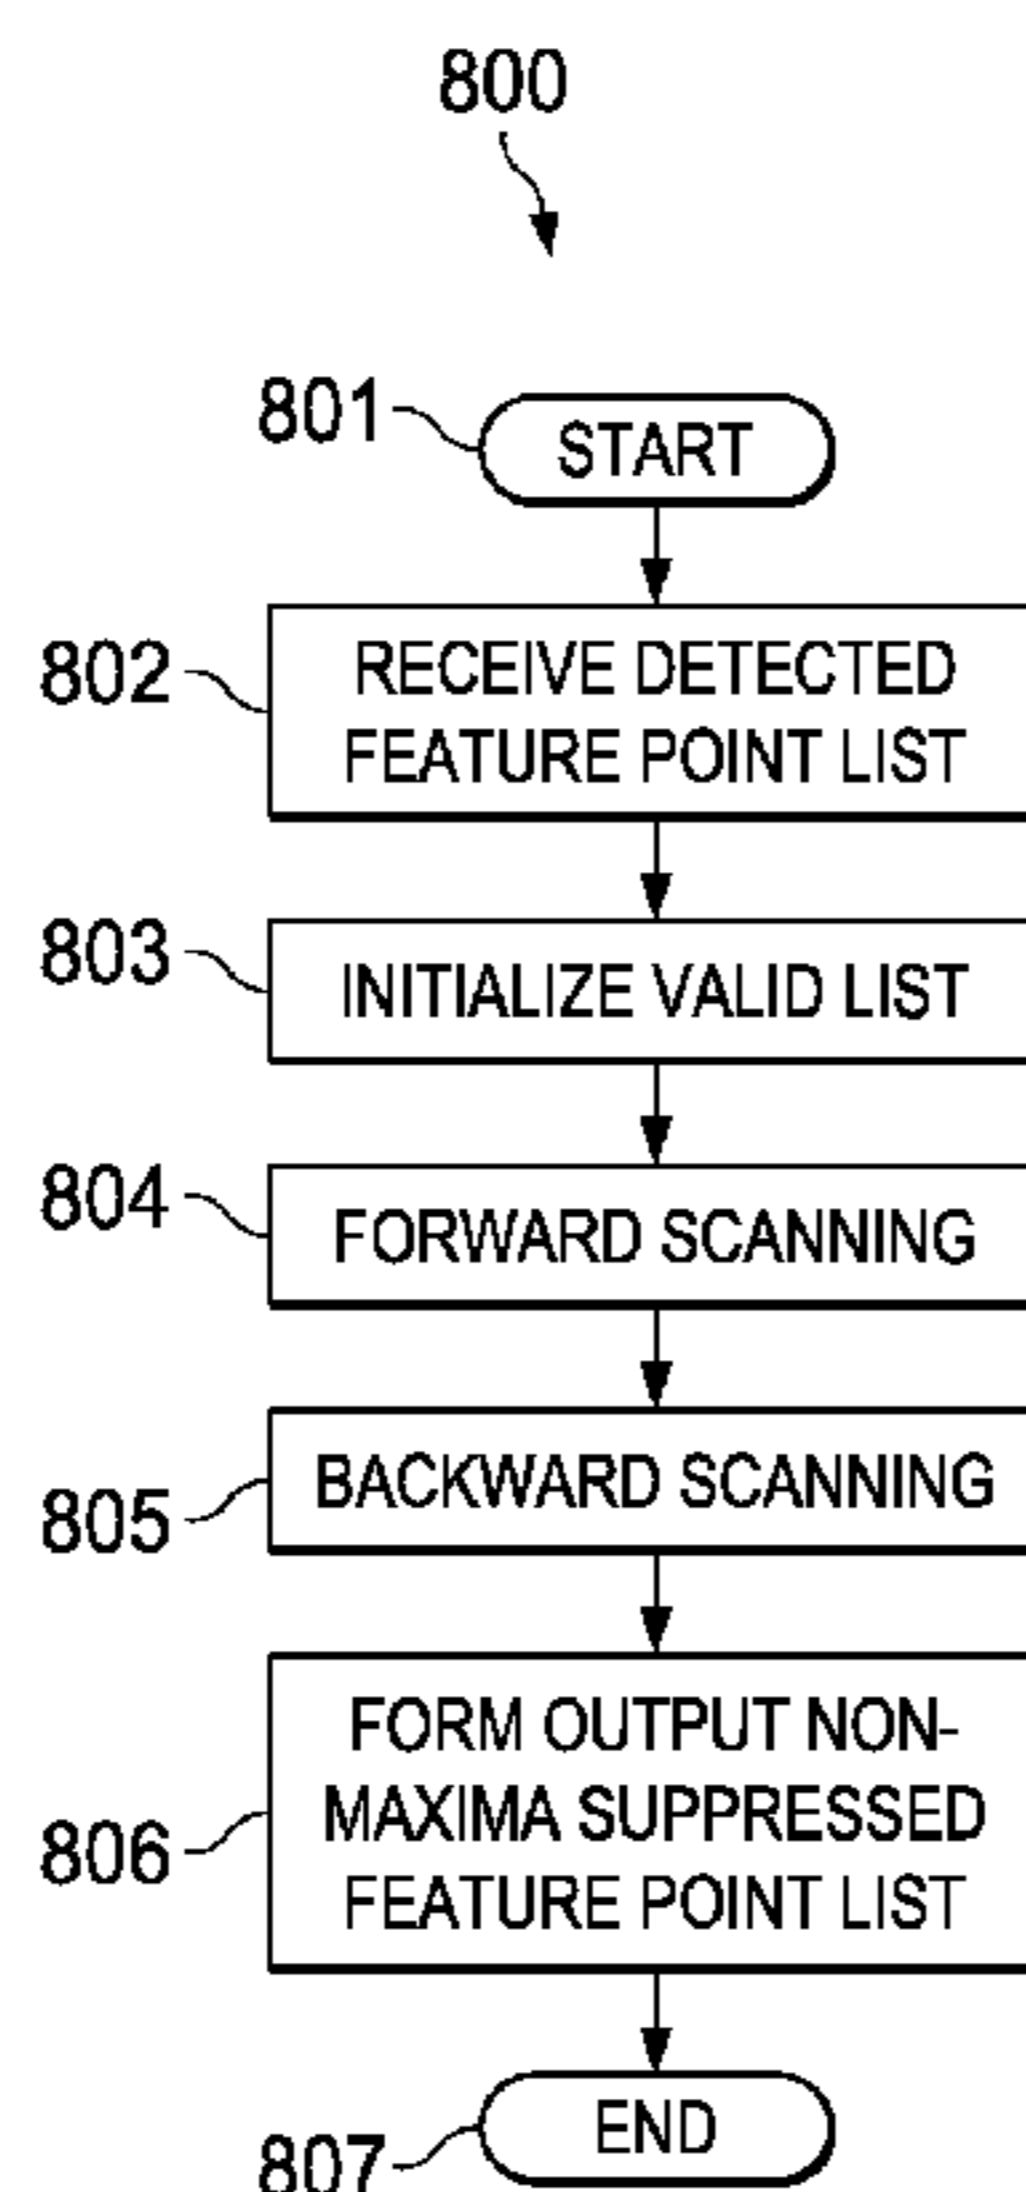 800
801
START
802
RECEIVE DETECTED
FEATURE POINT LIST
803
INITIALIZE VALID LIST
804
FORWARD SCANNING
805
BACKWARD SCANNING
806
FORM OUTPUT NON-
MAXIMA SUPPRESSED
FEATURE POINT LIST
807
END